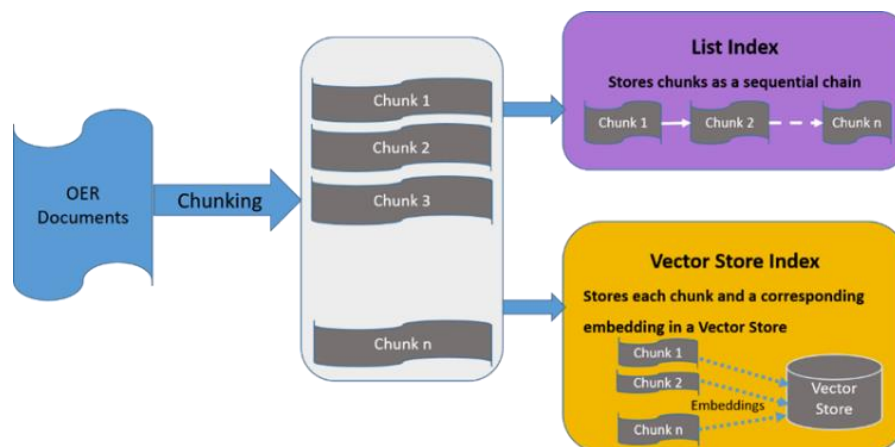 OER
Documents
Chunking
Chunk 1
Chunk 2
Chunk 3
Chunk n
List Index
Stores chunks as a sequential chain
Chunk 1
Chunk 2
Chunk n
Vector Store Index
Stores each chunk and a corresponding
embedding in a Vector Store
Chunk 1
Chunk 2
Chunk n
Embeddings
Vector
Store